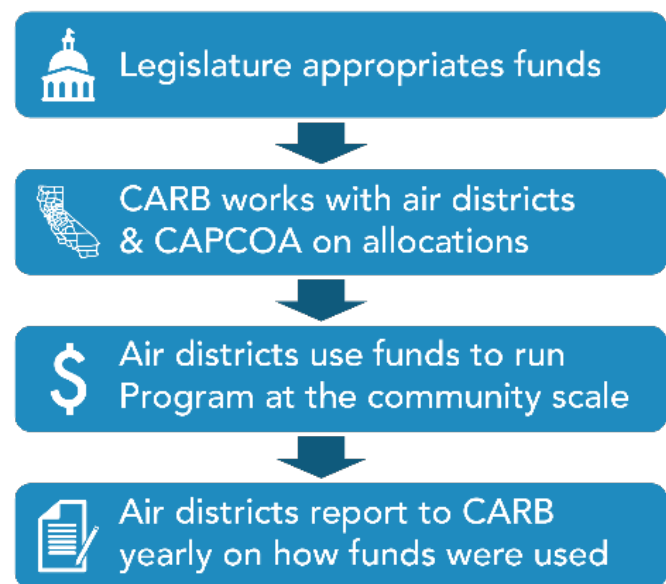 Legislature appropriates funds
CARB works with air districts
& CAPCOA on allocations
$ Air districts use funds to run
Program at the community scale
Air districts report to CARB
yearly on how funds were used